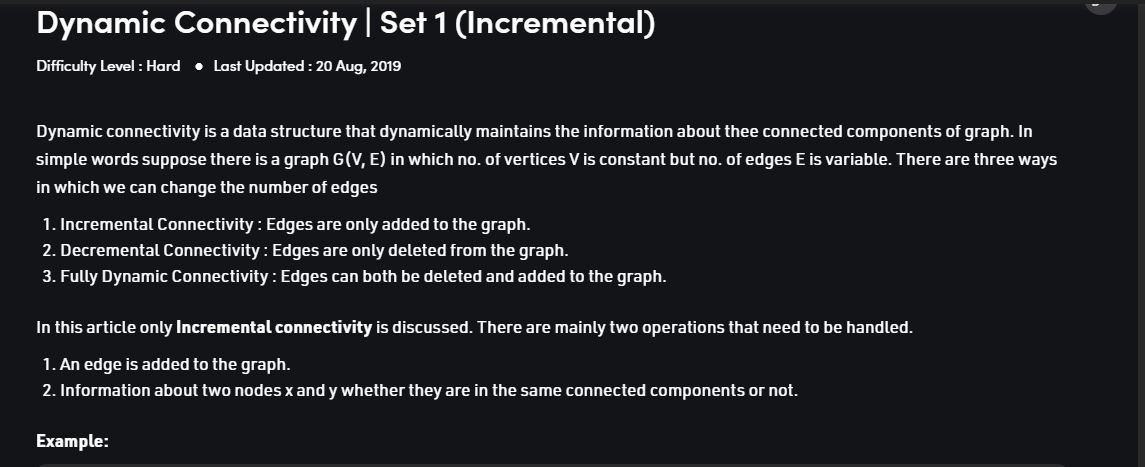 Dynamic Connectivity | Set 1 (Incremental)
Difficulty Level : Hard ● Last Updated : 20 Aug, 2019
Dynamic connectivity is a data structure that dynamically maintains the information about thee connected components of graph. In
simple words suppose there is a graph G(V, E) in which no. of vertices V is constant but no. of edges E is variable. There are three ways
in which we can change the number of edges
1. Incremental Connectivity : Edges are only added to the graph.
2. Decremental Connectivity : Edges are only deleted from the graph.
3. Fully Dynamic Connectivity : Edges can both be deleted and added to the graph.
In this article only Incremental connectivity is discussed. There are mainly two operations that need to be handled.
1. An edge is added to the graph.
2. Information about two nodes x and y whether they are in the same connected components or not.
Example: